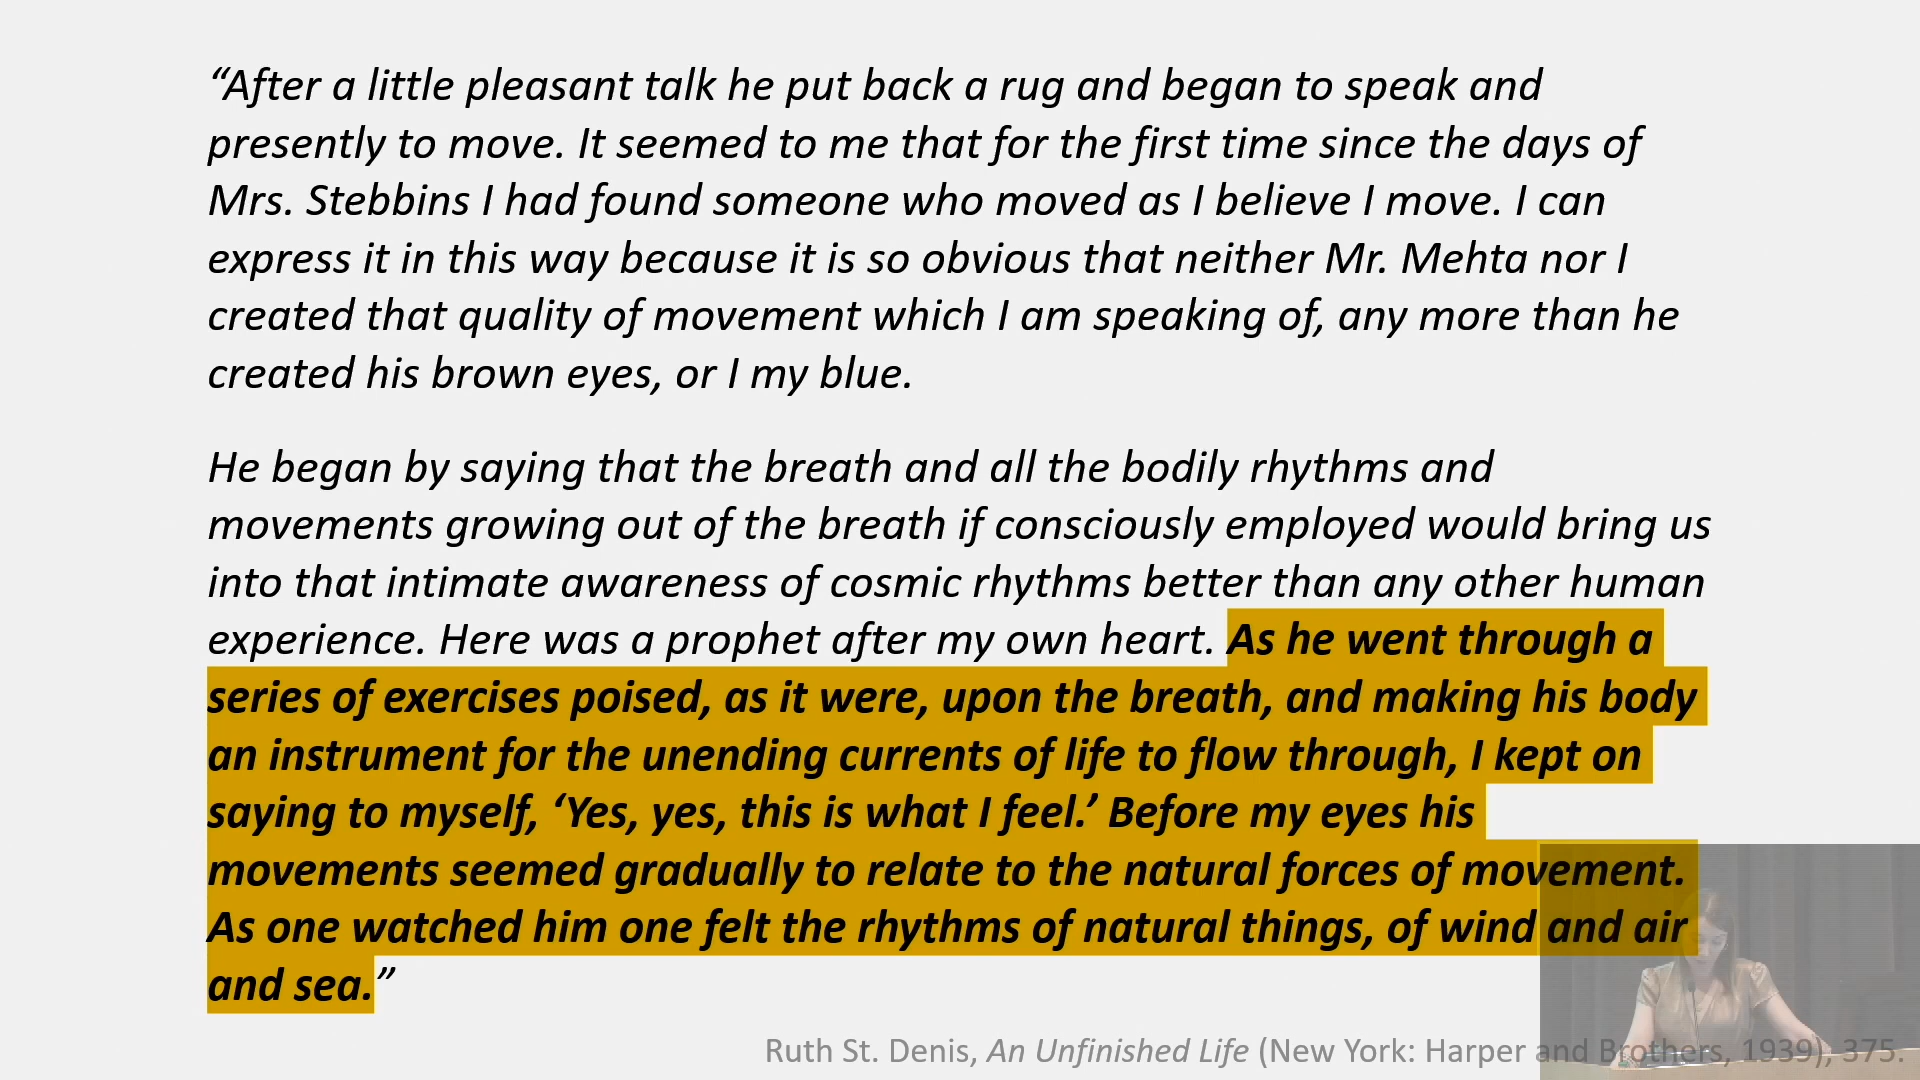 “After a little pleasant talk he put back a rug and began to speak and
presently to move. It seemed to me that for the first time since the days of
Mrs. Stebbins I had found someone who moved as I believe I move. I can
express it in this way because it is so obvious that neither Mr. Mehta nor I
created that quality of movement which I am speaking of, any more than he
created his brown eyes, or I my blue.
He began by saying that the breath and all the bodily rhythms and
movements growing out of the breath if consciously employed would bring us
into that intimate awareness of cosmic rhythms better than any other human
experience. Here was a prophet after my own heart. As he went through a
series of exercises poised, as it were, upon the breath, and making his body
an instrument for the unending currents of life to flow through, I kept on
saying to myself, ‘Yes, yes, this is what I feel.’ Before my eyes his
movements seemed gradually to relate to the natural forces of movement.
As one watched him one felt the rhythms of natural things, of wind and air
and sea.”
Ruth St. Denis, An Unfinished Life (New York: Harper and Brothers, 1939), 375.